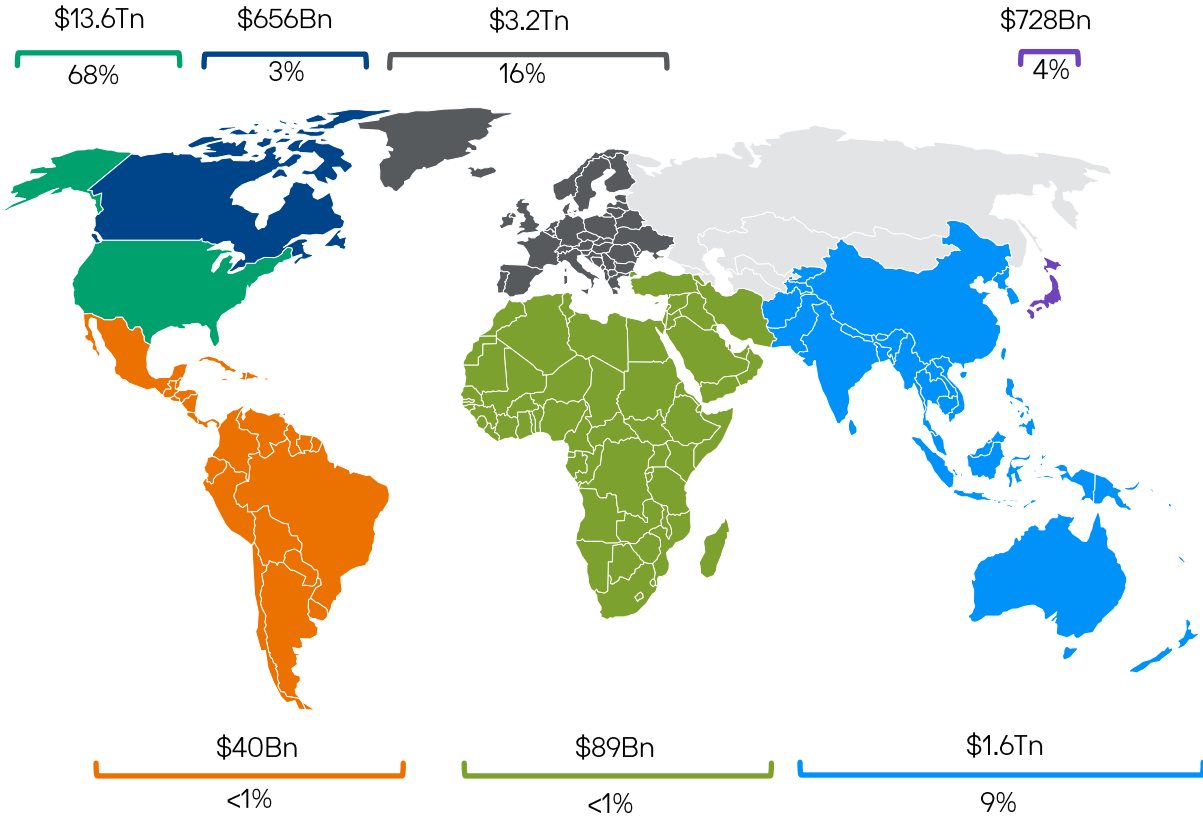 $13.6Tn
68%
$656Bn
3%
$3.2Tn
16%
$728Bn
4%
$40Bn
<1%
$89Bn
<1%
$1.6Tn
9%